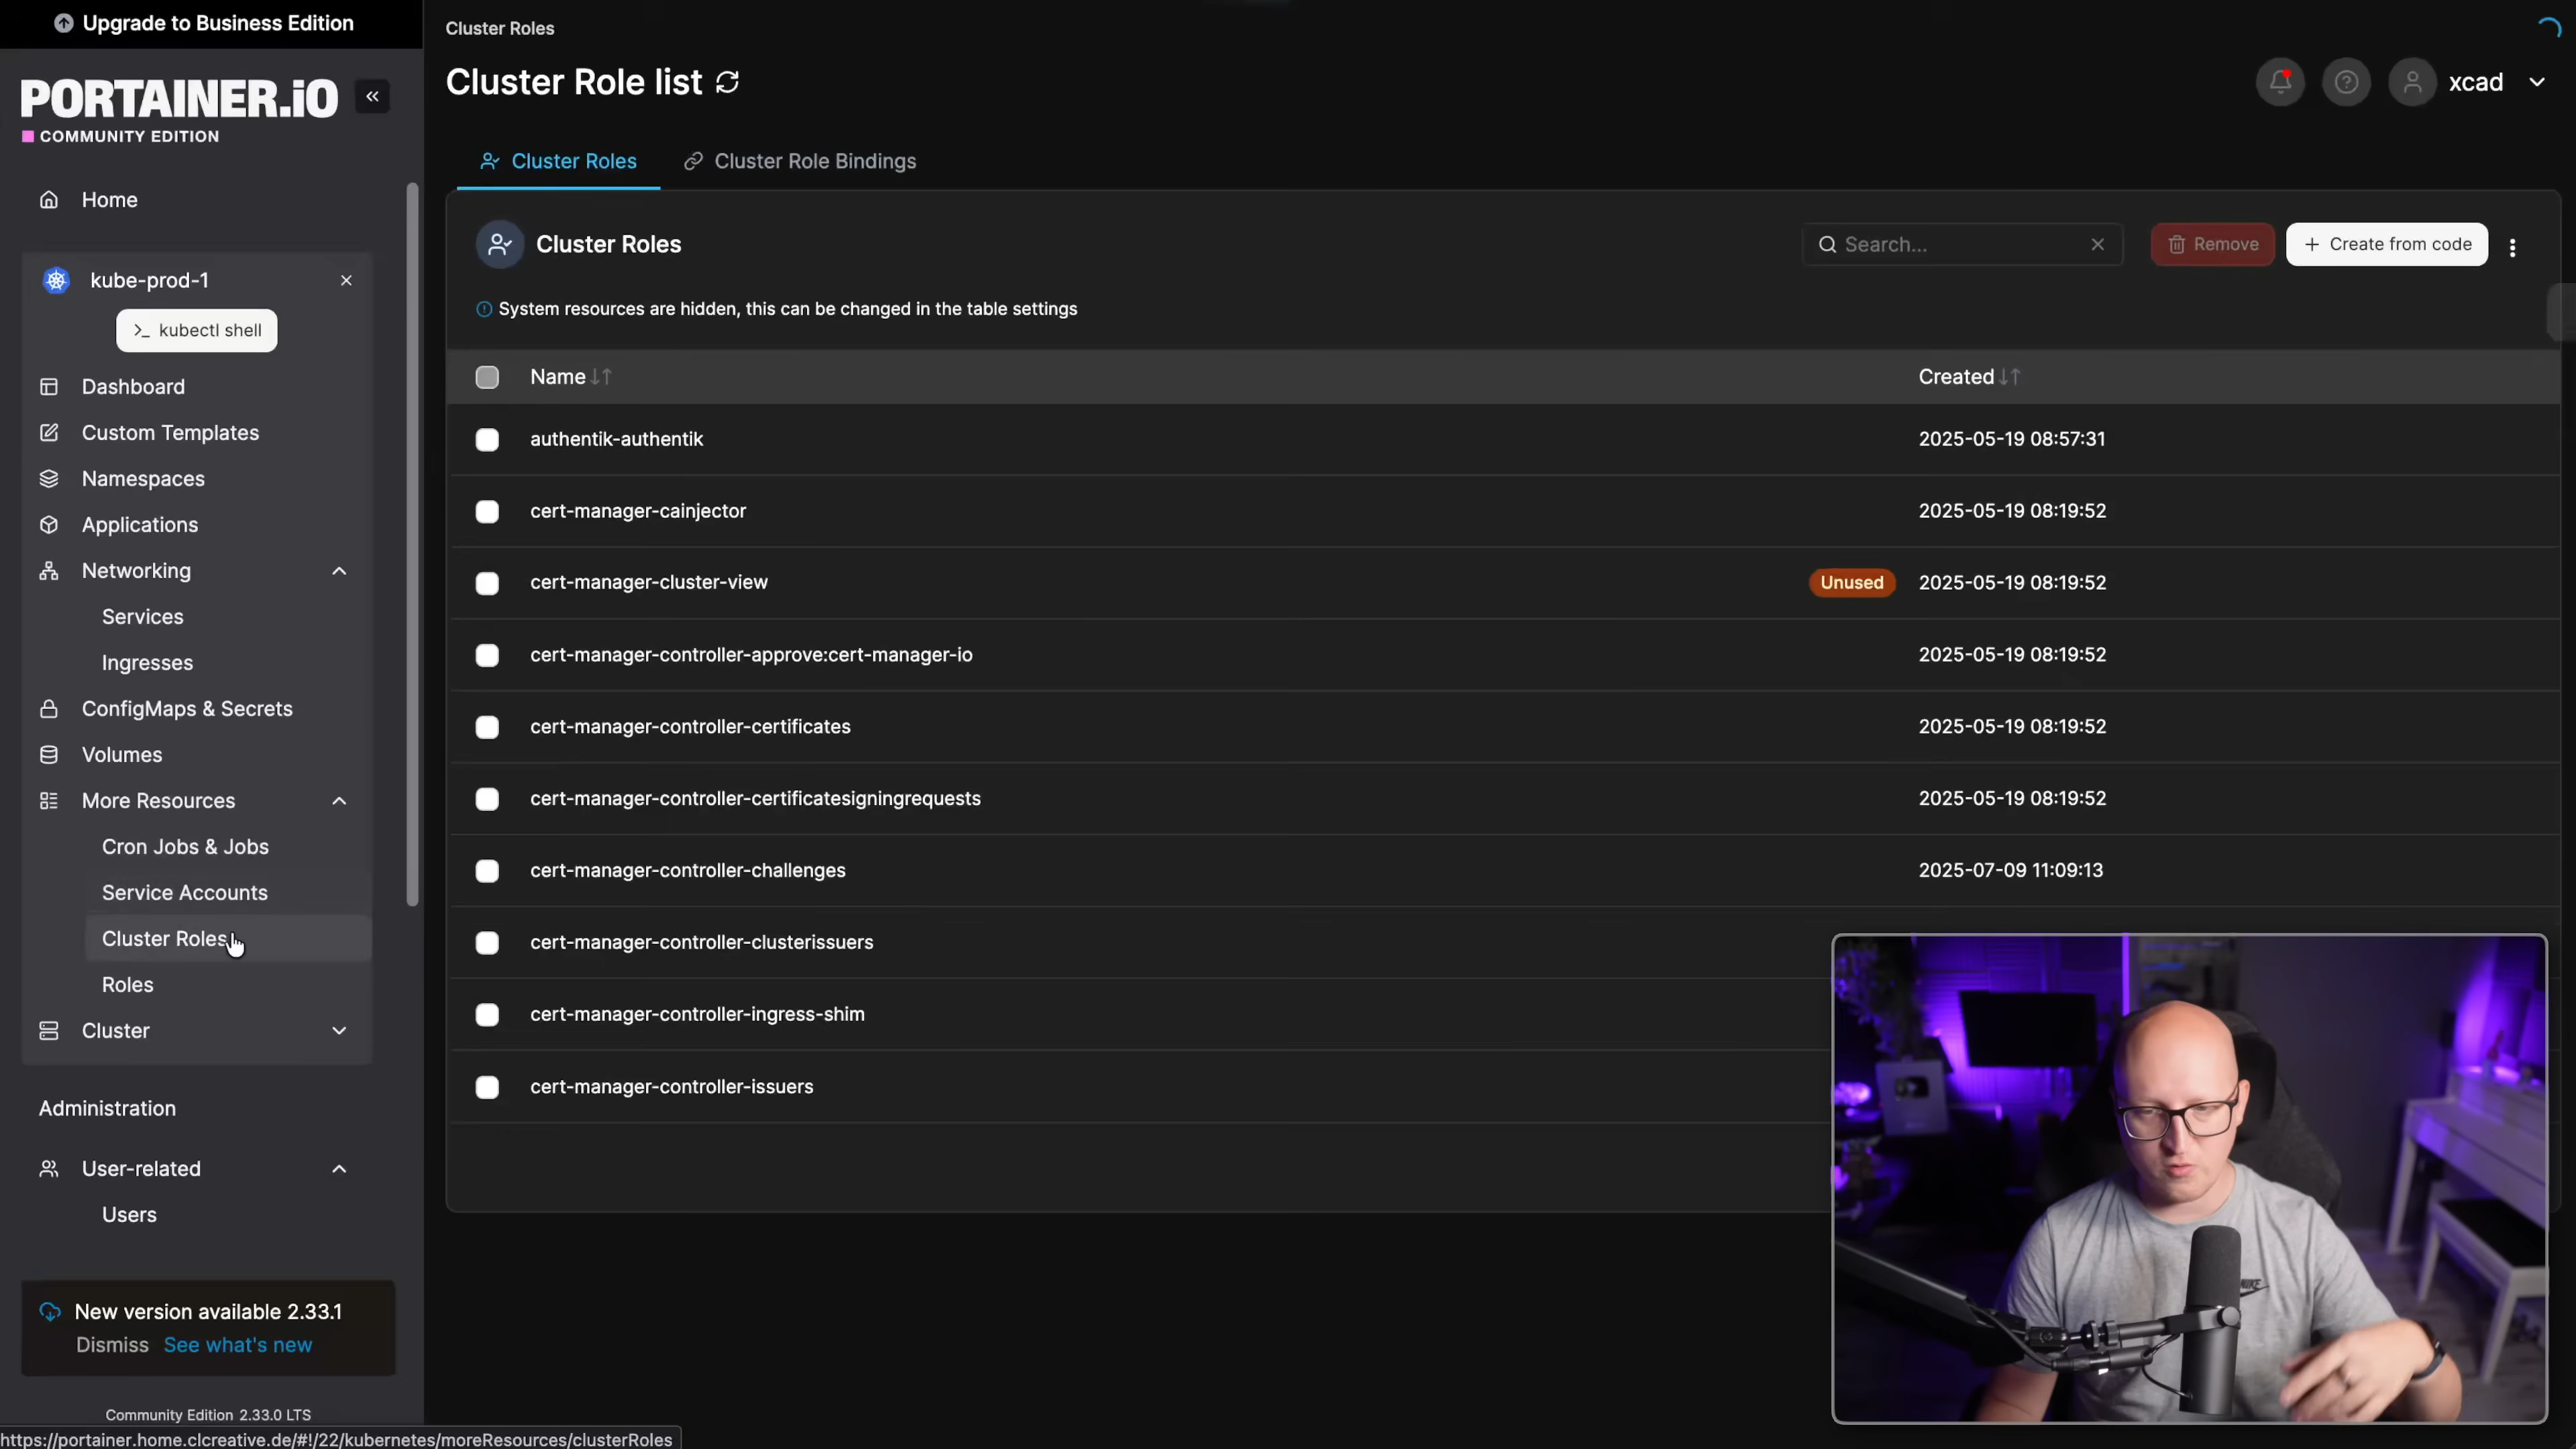 Upgrade to Business Edition
PORTAINER.iO
COMMUNITY EDITION
Home
kube-prod-1
>_ kubectl shell
Dashboard
Custom Templates
Namespaces
Applications
Networking
Services
Ingresses
ConfigMaps & Secrets
Volumes
More Resources
Cron Jobs & Jobs
Service Accounts
Cluster Roles
Roles
Cluster
Administration
User-related
Users
New version available 2.33.1
Dismiss See what's new
Community Edition 2.33.0 LTS
https://portainer.home.clcreative.de/#!/22/kubernetes/moreResources/clusterRoles
Cluster Roles
Cluster Role list
xcad
Cluster Roles Cluster Role Bindings
Cluster Roles
Search...
Remove
+ Create from code
System resources are hidden, this can be changed in the table settings
Name Created
authentik-authentik 2025-05-19 08:57:31
cert-manager-cainjector 2025-05-19 08:19:52
cert-manager-cluster-view Unused 2025-05-19 08:19:52
cert-manager-controller-approve:cert-manager-io 2025-05-19 08:19:52
cert-manager-controller-certificates 2025-05-19 08:19:52
cert-manager-controller-certificatesigningrequests 2025-05-19 08:19:52
cert-manager-controller-challenges 2025-07-09 11:09:13
cert-manager-controller-clusterissuers
cert-manager-controller-ingress-shim
cert-manager-controller-issuers
NIKE